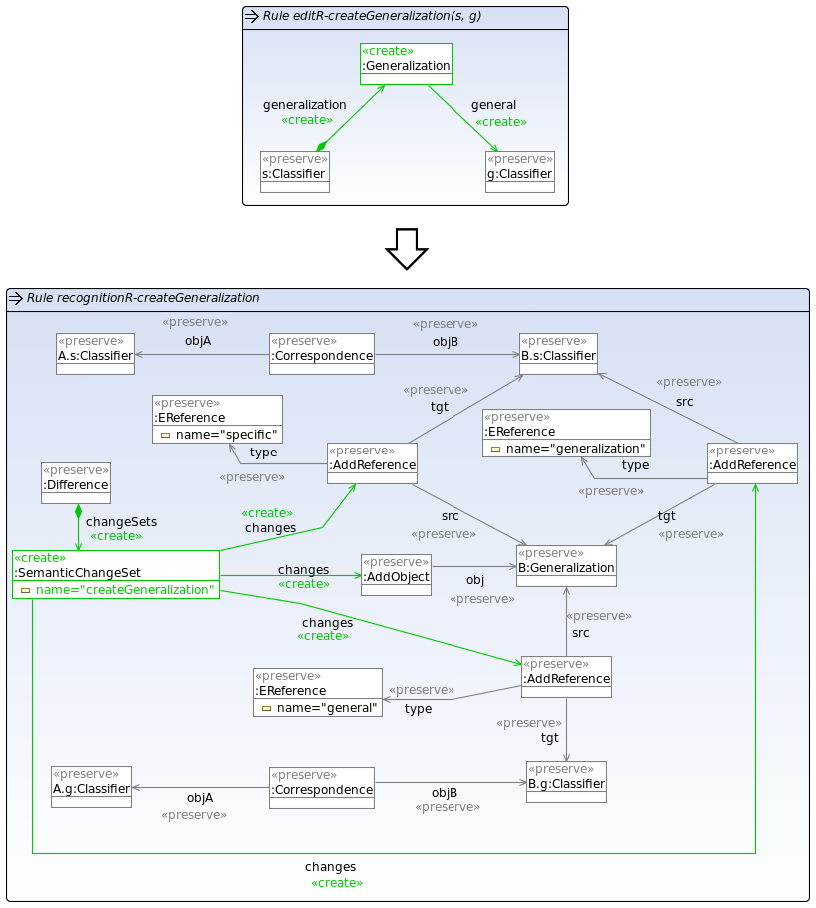 Rule editR-createGeneralization(s, g)
«create»
:Generalization
generalization
«create»
general
«create»
«preserve»
s:Classifier
«preserve»
g:Classifier
Rule recognitionR-createGeneralization
«preserve»
A.s:Classifier
«preserve»
objA
«preserve»
:Correspondence
«preserve»
objB
«preserve»
B.s:Classifier
«preserve»
tgt
«preserve»
src
«preserve»
:EReference
name="specific"
type
«preserve»
«preserve»
:AddReference
«preserve»
:EReference
name="generalization"
type
«preserve»
«preserve»
:AddReference
«preserve»
:Difference
changeSets
«create»
«create»
changes
src
«preserve»
tgt
«preserve»
«create»
:SemanticChangeSet
name="createGeneralization"
changes
«create»
«preserve»
:AddObject
obj
«preserve»
«preserve»
B:Generalization
changes
«create»
«preserve»
src
«preserve»
:EReference
name="general"
«preserve»
type
«preserve»
:AddReference
«preserve»
tgt
«preserve»
A.g:Classifier
objA
«preserve»
«preserve»
:Correspondence
objB
«preserve»
«preserve»
B.g:Classifier
changes
«create»